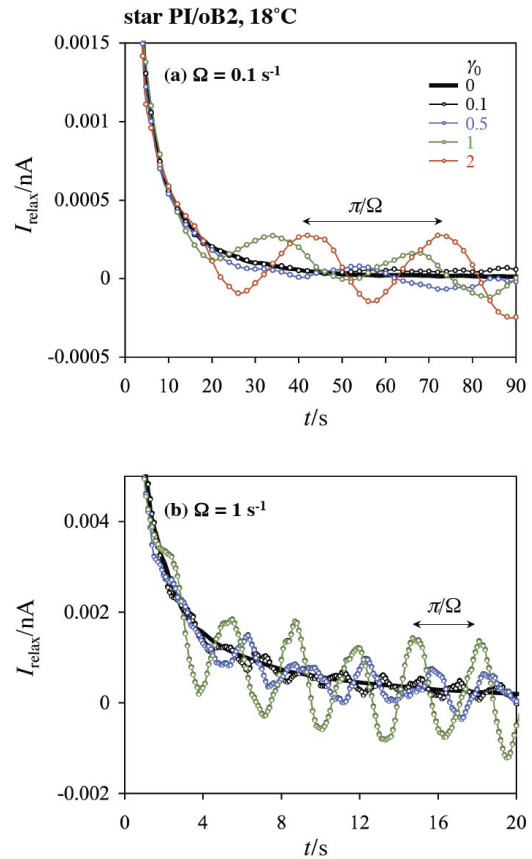 star PI/oB2, 18°C
(a) Ω = 0.1 s⁻¹
γ₀
0
0.1
0.5
1
2
π/Ω
I_relax/nA
0.0015
0.001
0.0005
0
-0.0005
0 10 20 30 40 50 60 70 80 90
t/s
(b) Ω = 1 s⁻¹
π/Ω
I_relax/nA
0.004
0.002
0
-0.002
0 4 8 12 16 20
t/s